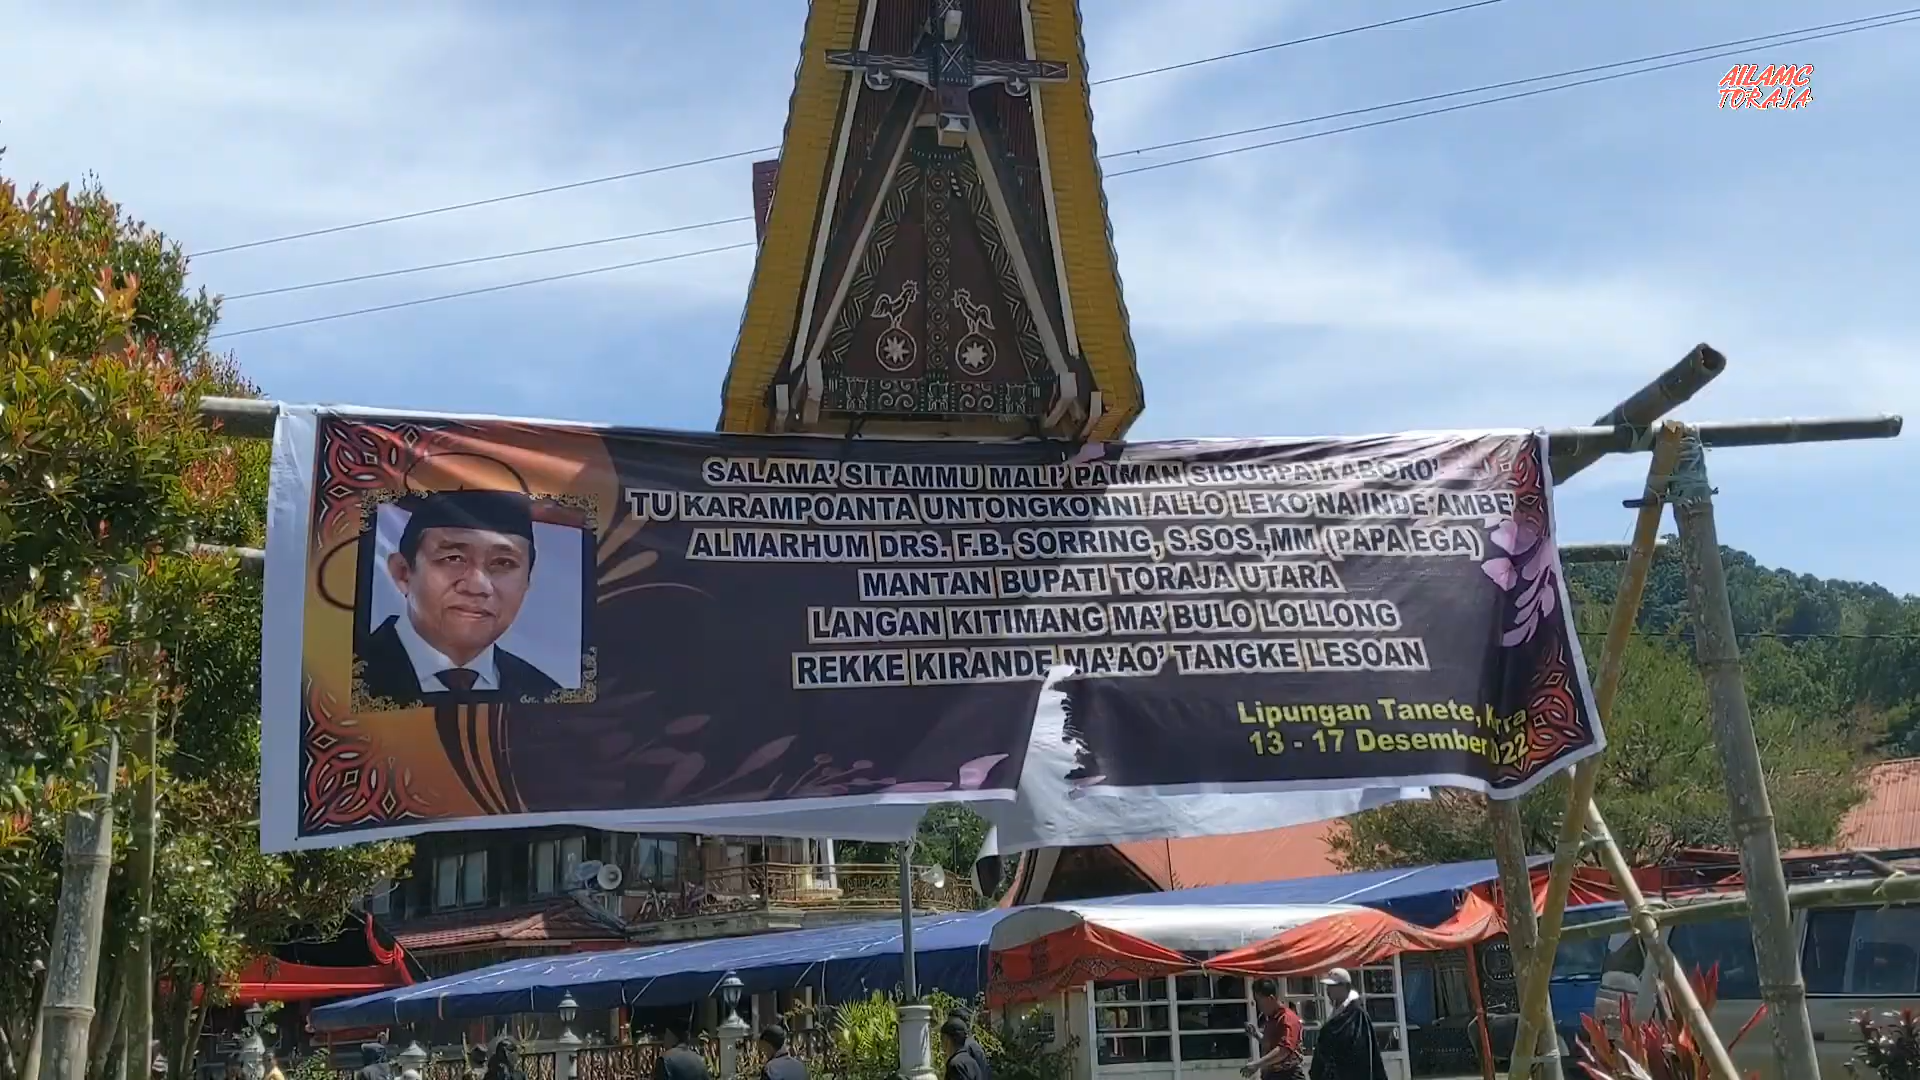 AILAMC
TORAJA
SALAMA' SITAMMU MALI' PAIMAN SIDUPPA KABORO'
TU KARAMPOANTA UNTONGKONNI ALLO LEKO'NA INDE' AMBE'
ALMARHUM DRS. F.B. SORRING, S.SOS.,MM (PAPA EGA)
MANTAN BUPATI TORAJA UTARA
LANGAN KITIMANG MA' BULO LOLLONG
REKKE KIRANDE MA'AO' TANGKE LESOAN
Lipungan Tanete,
13 - 17 Desember